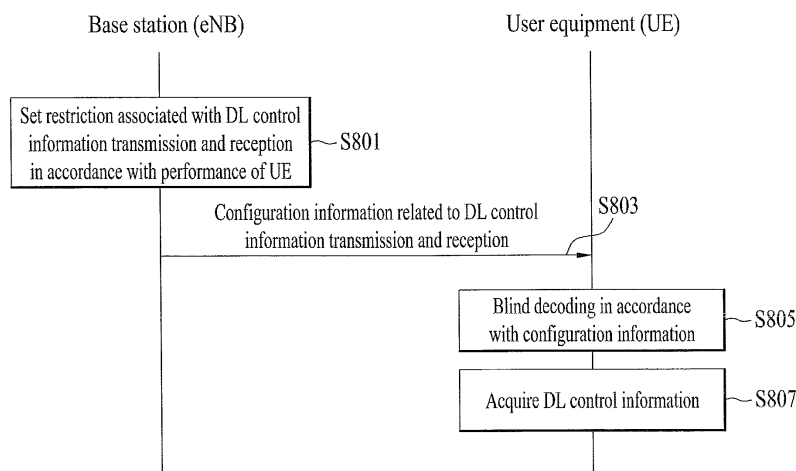 Base station (eNB)
User equipment (UE)
Set restriction associated with DL control
information transmission and reception
in accordance with performance of UE
S801
Configuration information related to DL control
information transmission and reception
S803
Blind decoding in accordance
with configuration information
S805
Acquire DL control information
S807